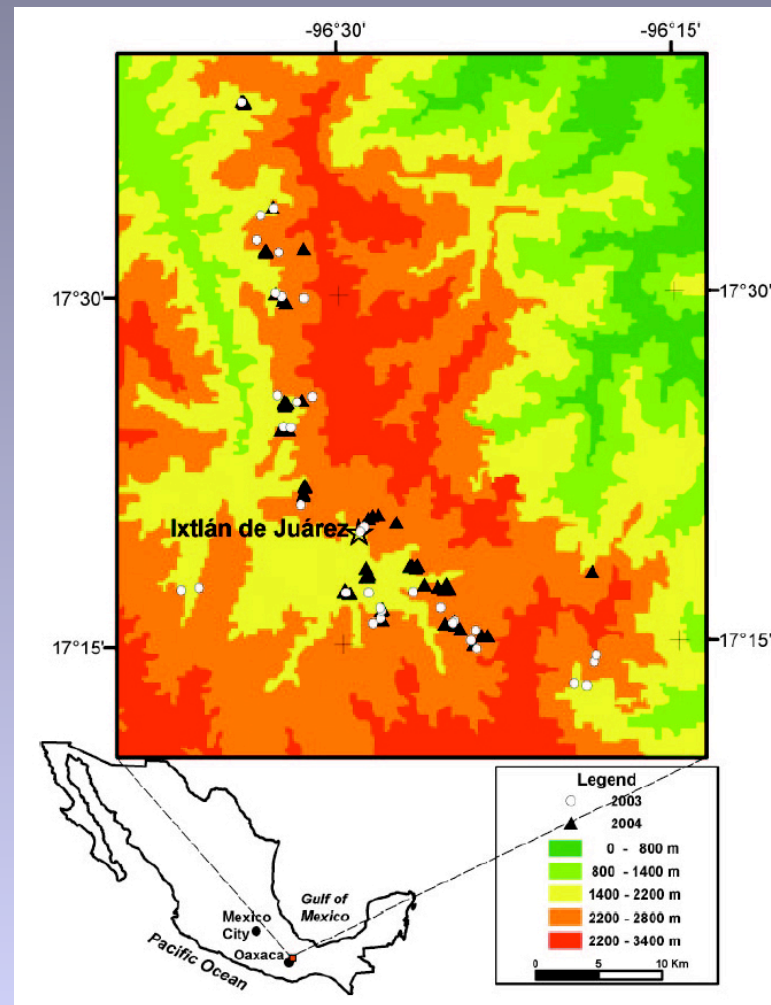 -96°30'
-96°15'
17°30'
17°30'
Ixtlán de Juárez
17°15'
17°15'
Legend
2003
2004
0 - 800 m
800 - 1400 m
1400 - 2200 m
2200 - 2800 m
2200 - 3400 m
0 5 10 Km
Gulf of
Mexico
Mexico
City
Oaxaca
Pacific Ocean